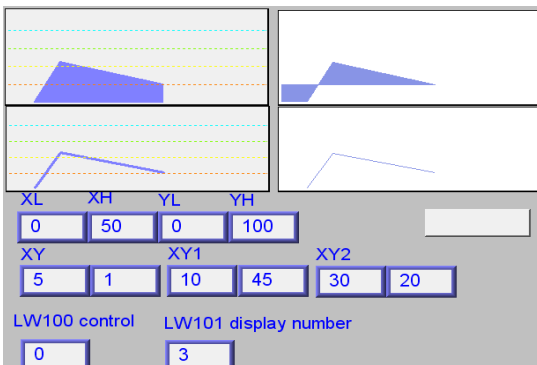 XL XH YL YH
0 50 0 100
XY XY1 XY2
5 1 10 45 30 20
LW100 control LW101 display number
0 3